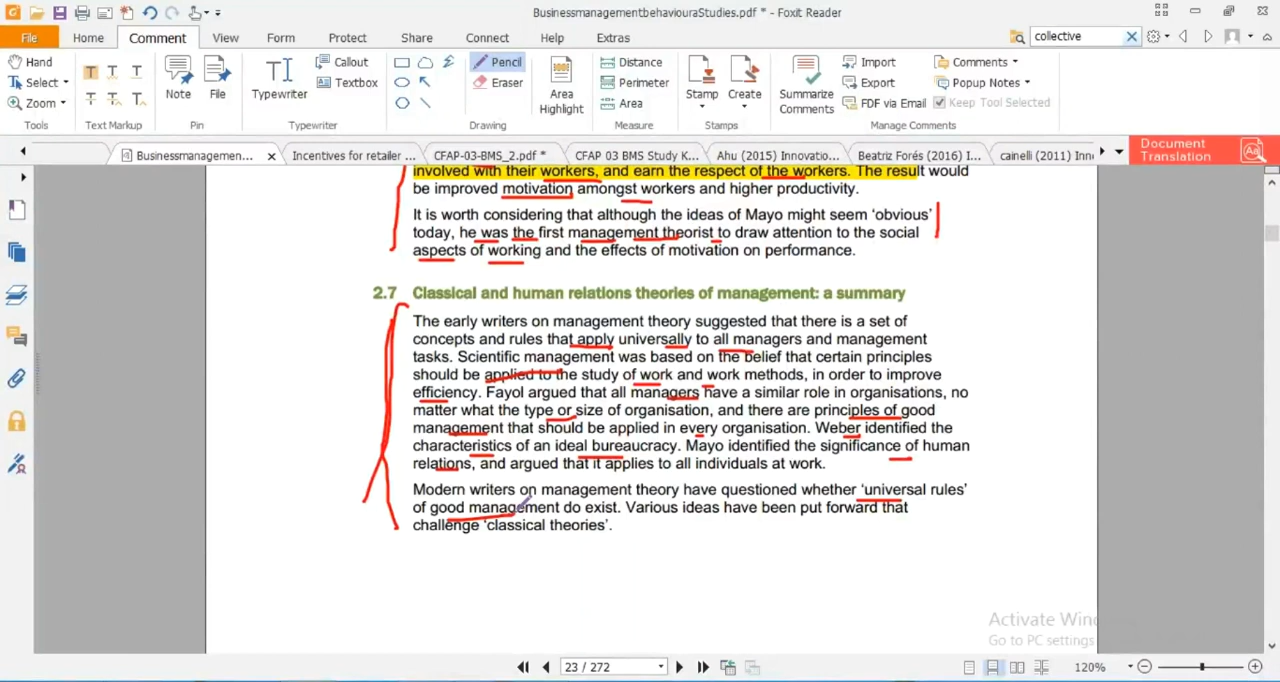 BusinessmanagementbehaviouraStudies.pdf * - Foxit Reader
File Home Comment View Form Protect Share Connect Help Extras collective
Hand
Select
Zoom
Tools
Text Markup
Note File
Pin
Typewriter
Callout
Textbox
Typewriter
Pencil
Eraser
Drawing
Area Highlight
Distance
Perimeter
Area
Measure
Stamp Create
Stamps
Summarize Comments
Import
Export
FDF via Email
Comments
Popup Notes
Keep Tool Selected
Manage Comments
Businessmanagemen... Incentives for retailer ... CFAP-03-BMS_2.pdf * CFAP 03 BMS Study K... Ahu (2015) Innovatio... Beatriz Forés (2016) I... cainelli (2011) Inn
Document Translation
involved with their workers, and earn the respect of the workers. The result would
be improved motivation amongst workers and higher productivity.
It is worth considering that although the ideas of Mayo might seem ‘obvious’
today, he was the first management theorist to draw attention to the social
aspects of working and the effects of motivation on performance.
2.7 Classical and human relations theories of management: a summary
The early writers on management theory suggested that there is a set of
concepts and rules that apply universally to all managers and management
tasks. Scientific management was based on the belief that certain principles
should be applied to the study of work and work methods, in order to improve
efficiency. Fayol argued that all managers have a similar role in organisations, no
matter what the type or size of organisation, and there are principles of good
management that should be applied in every organisation. Weber identified the
characteristics of an ideal bureaucracy. Mayo identified the significance of human
relations, and argued that it applies to all individuals at work.
Modern writers on management theory have questioned whether ‘universal rules’
of good management do exist. Various ideas have been put forward that
challenge ‘classical theories’.
Activate Win
Go to PC settings
23 / 272
120%